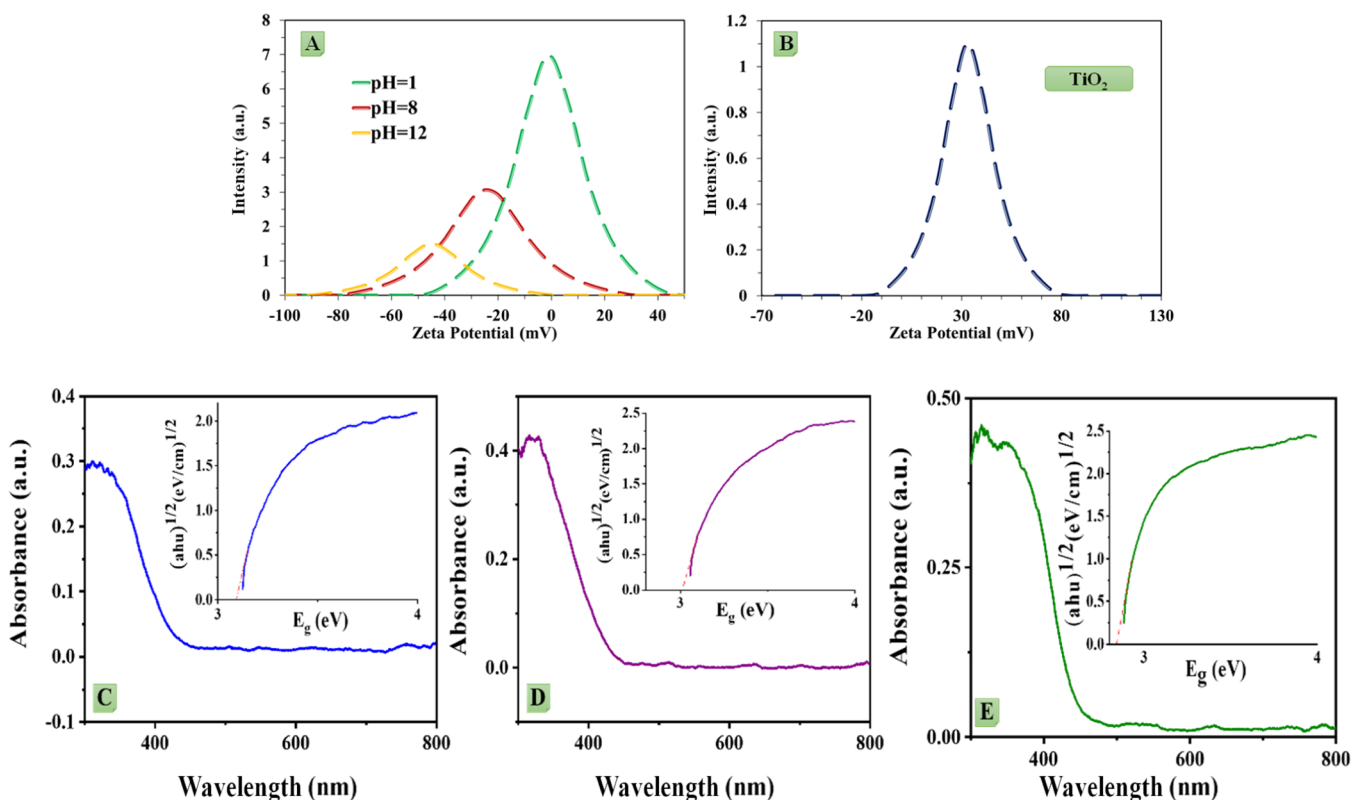 A
8
7
6
5
4
3
2
1
0
Intensity (a.u.)
pH=1
pH=8
pH=12
-100
-80
-60
-40
-20
0
20
40
Zeta Potential (mV)
B
1.2
1
0.8
0.6
0.4
0.2
0
Intensity (a.u.)
TiO₂
-70
-20
30
80
130
Zeta Potential (mV)
0.4
0.3
0.2
0.1
0.0
-0.1
Absorbance (a.u.)
2.0
1.5
1.0
0.5
0.0
(ahu)^1/2(eV/cm)^1/2
3
4
E_g (eV)
C
400
600
800
Wavelength (nm)
0.4
0.2
0.0
Absorbance (a.u.)
2.5
2.0
1.5
1.0
0.5
0.0
(ahu)^1/2(eV/cm)^1/2
3
4
E_g (eV)
D
400
600
800
Wavelength (nm)
0.50
0.25
0.00
Absorbance (a.u.)
2.5
2.0
1.5
1.0
0.5
0.0
(ahu)^1/2(eV/cm)^1/2
3
4
E_g (eV)
E
400
600
800
Wavelength (nm)